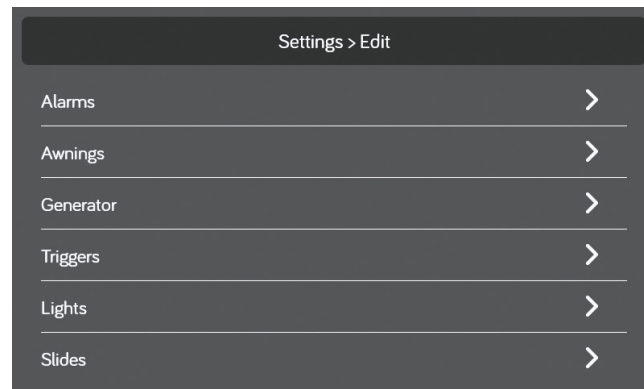 Settings > Edit
Alarms
Awnings
Generator
Triggers
Lights
Slides